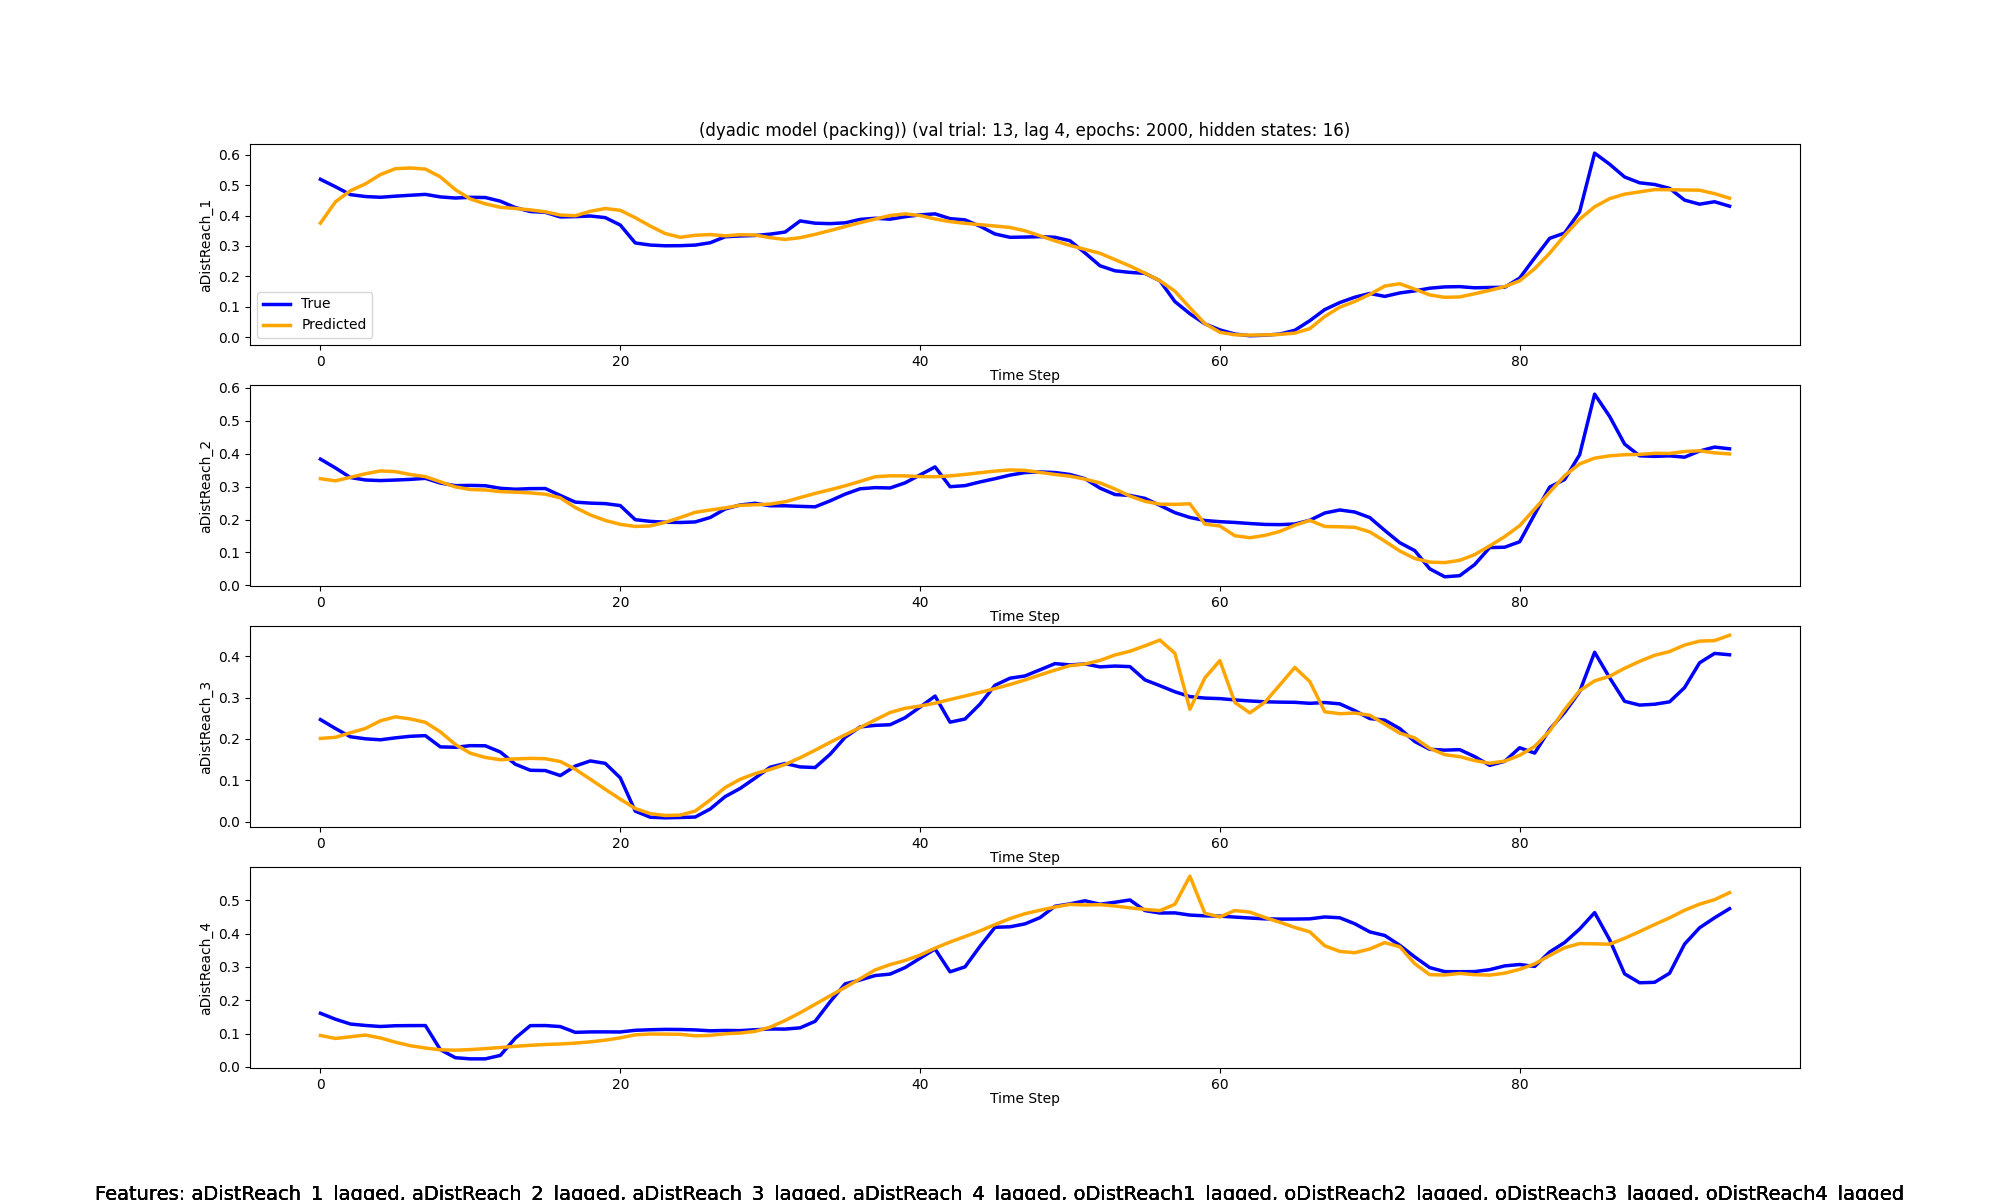 (dyadic model (packing)) (val trial: 13, lag 4, epochs: 2000, hidden states: 16)
0.6
0.5
0.4
0.3
0.2
0.1
0.0
aDistReach_1
True
Predicted
0 20 40 60 80
Time Step
0.6
0.5
0.4
0.3
0.2
0.1
0.0
aDistReach_2
0 20 40 60 80
Time Step
0.4
0.3
0.2
0.1
0.0
aDistReach_3
0 20 40 60 80
Time Step
0.5
0.4
0.3
0.2
0.1
0.0
aDistReach_4
0 20 40 60 80
Time Step
Features: aDistReach_1_lagged, aDistReach_2_lagged, aDistReach_3_lagged, aDistReach_4_lagged, oDistReach1_lagged, oDistReach2_lagged, oDistReach3_lagged, oDistReach4_lagged